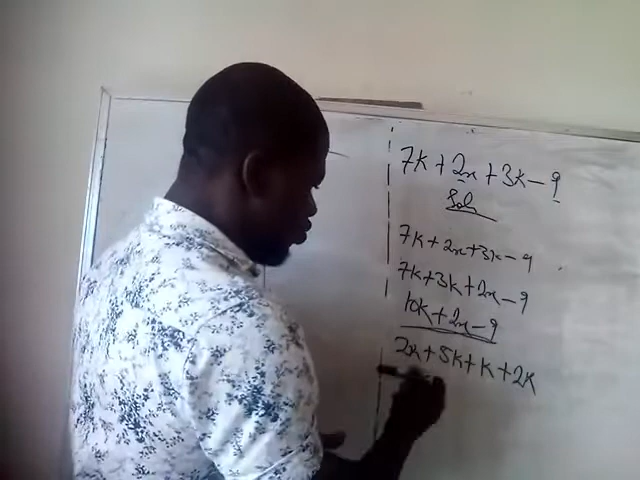 7k + 2x + 3k - 9
Soln
7k + 2x + 3k - 9
7k + 3k + 2x - 9
10k + 2x - 9
2x + 5k + k + 2x